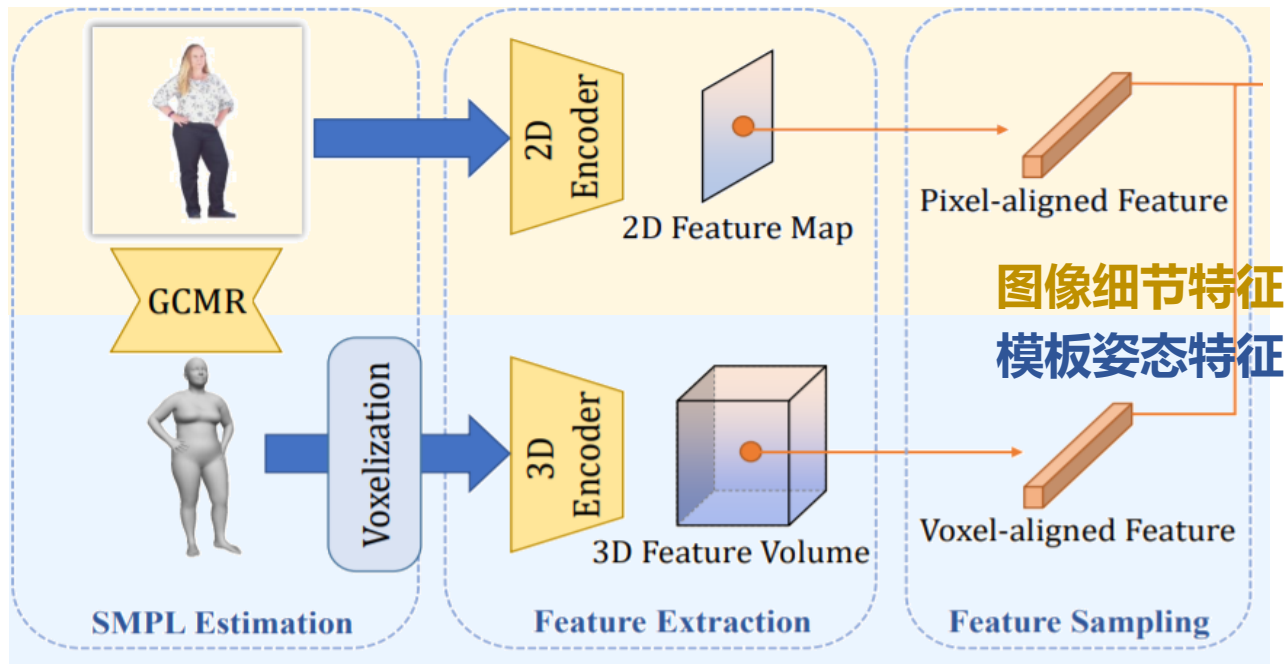 2D
Encoder
2D Feature Map
Pixel-aligned Feature
GCMR
图像细节特征
模板姿态特征
Voxelization
3D
Encoder
3D Feature Volume
Voxel-aligned Feature
SMPL Estimation
Feature Extraction
Feature Sampling